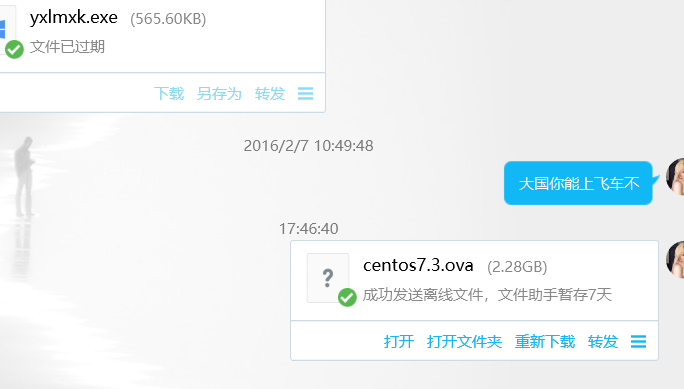 yxlmxk.exe (565.60KB)
文件已过期
下载 另存为 转发
2016/2/7 10:49:48
大国你能上飞车不
17:46:40
centos7.3.ova (2.28GB)
?
成功发送离线文件，文件助手暂存7天
打开 打开文件夹 重新下载 转发